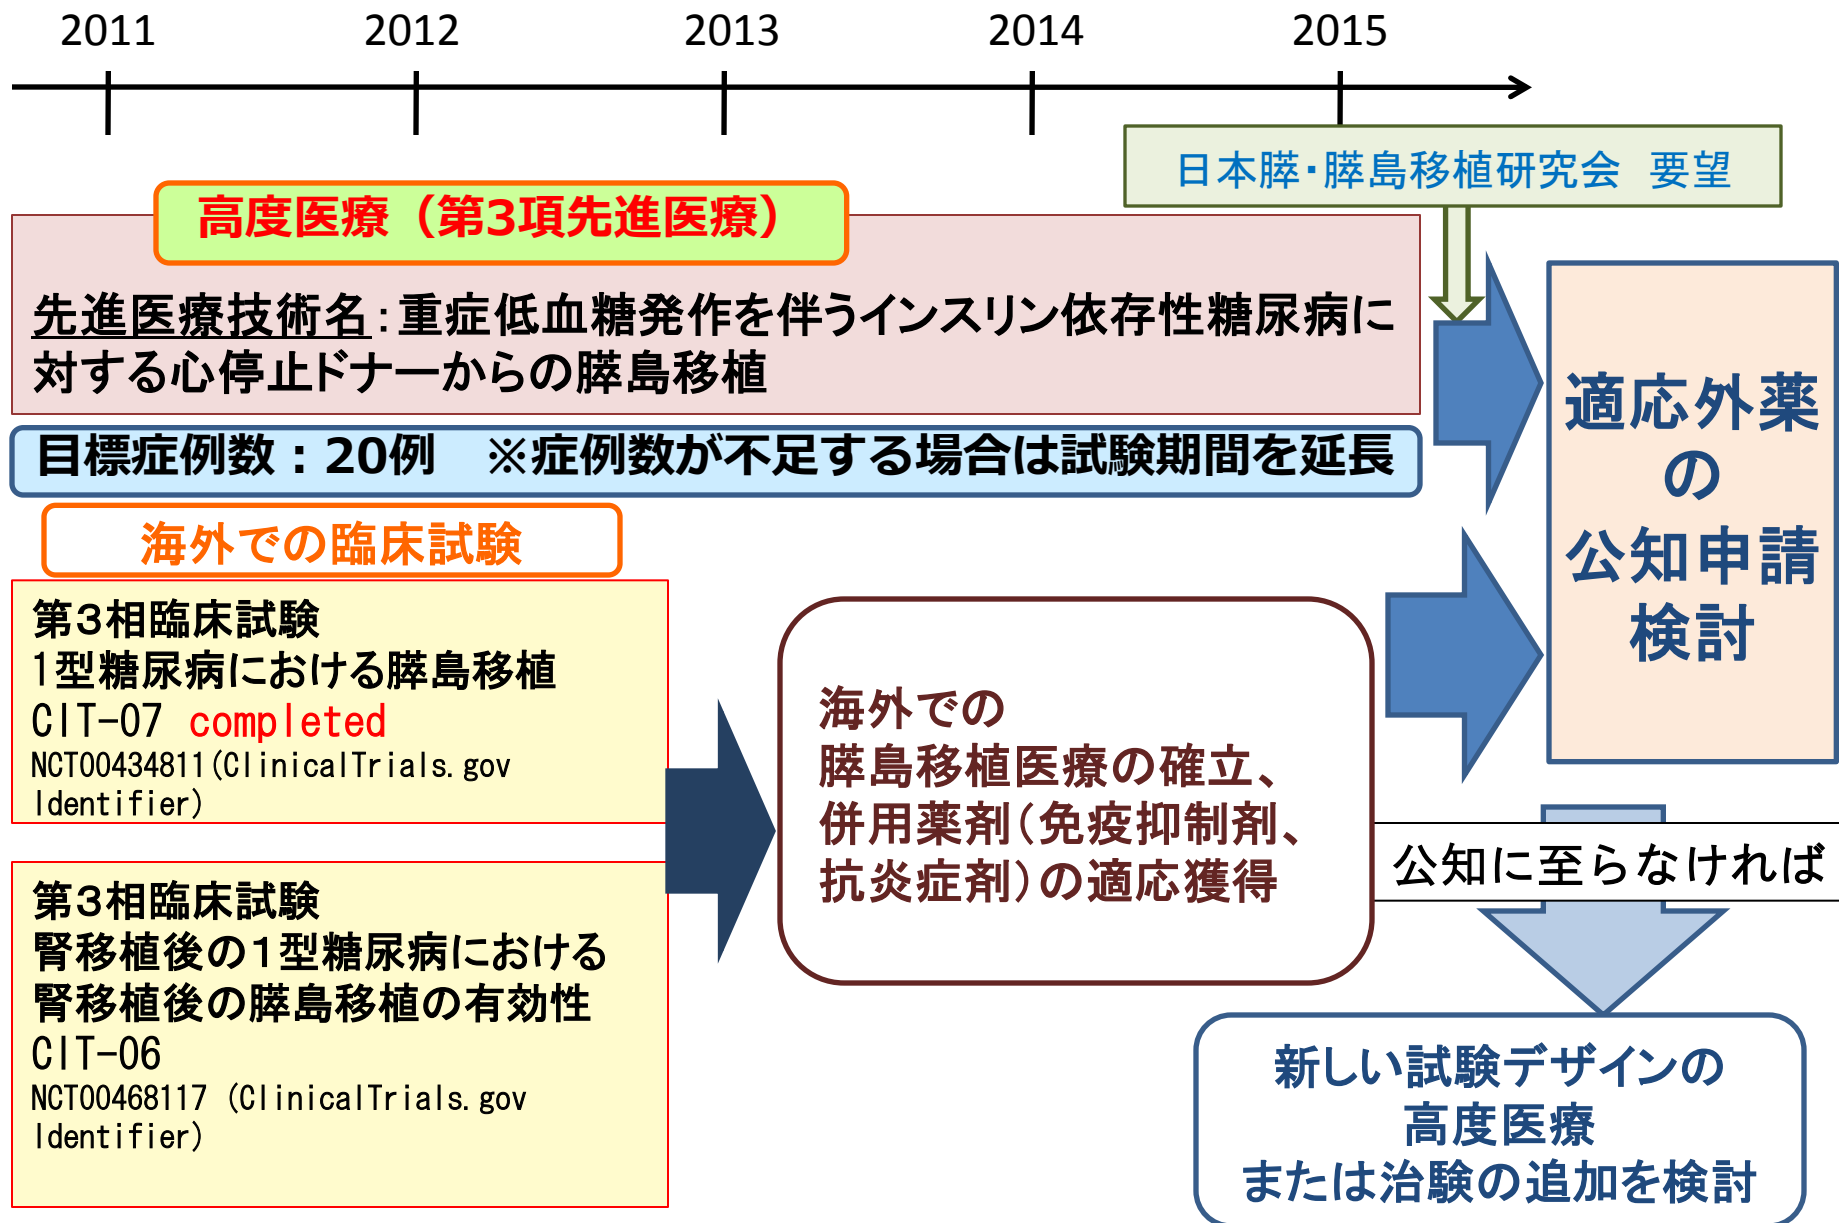 2011 2012 2013 2014 2015
日本膵・膵島移植研究会　要望
高度医療（第3項先進医療）
先進医療技術名：重症低血糖発作を伴うインスリン依存性糖尿病に
対する心停止ドナーからの膵島移植
目標症例数：20例　※症例数が不足する場合は試験期間を延長
海外での臨床試験
第３相臨床試験
1型糖尿病における膵島移植
CIT-07 completed
NCT00434811(ClinicalTrials.gov
Identifier)
第３相臨床試験
腎移植後の１型糖尿病における
腎移植後の膵島移植の有効性
CIT-06
NCT00468117 (ClinicalTrials.gov
Identifier)
海外での
膵島移植医療の確立、
併用薬剤（免疫抑制剤、
抗炎症剤）の適応獲得
適応外薬
の
公知申請
検討
公知に至らなければ
新しい試験デザインの
高度医療
または治験の追加を検討